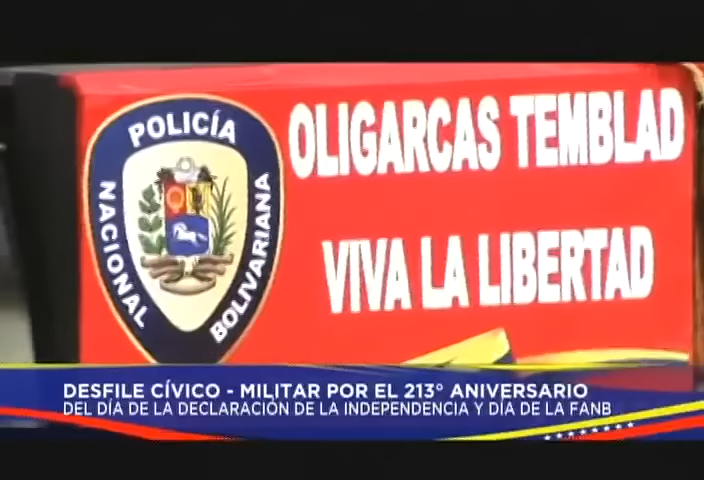 POLICÍA
NACIONAL
BOLIVARIANA
OLIGARCAS TEMBLAD
VIVA LA LIBERTAD
DESFILE CÍVICO - MILITAR POR EL 213° ANIVERSARIO
DEL DÍA DE LA DECLARACIÓN DE LA INDEPENDENCIA Y DÍA DE LA FANB